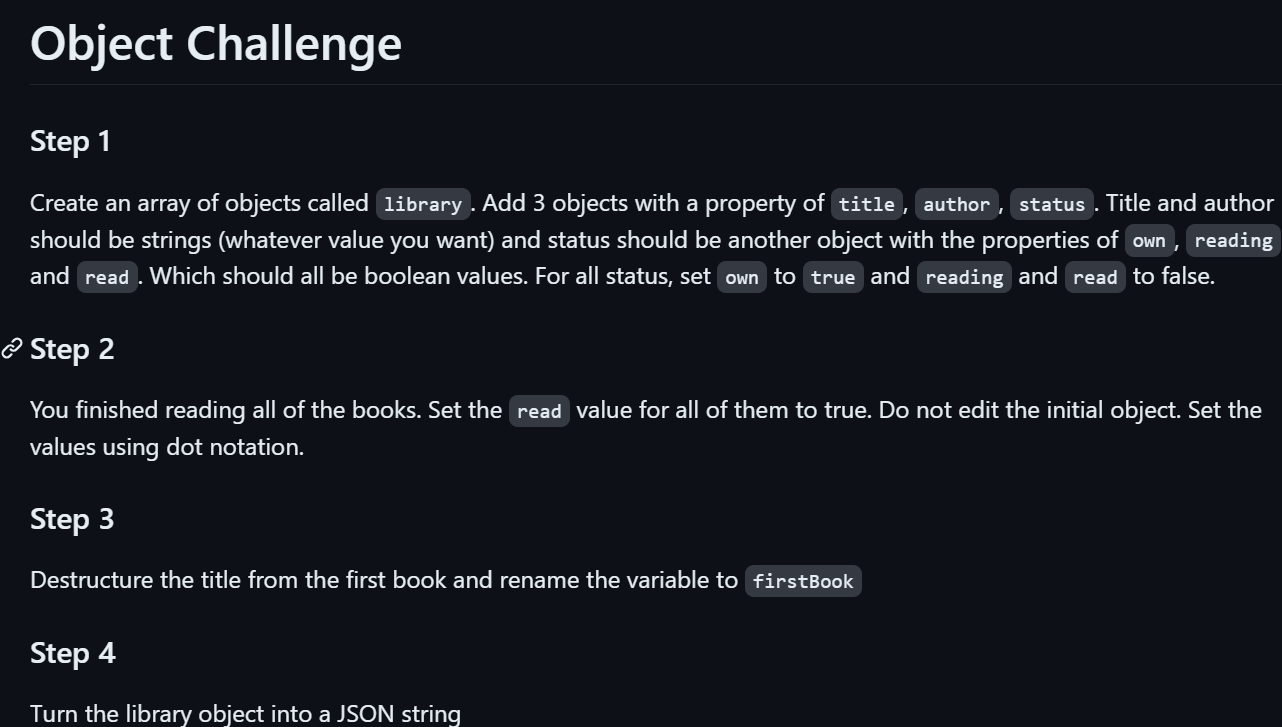 Object Challenge
Step 1
Create an array of objects called library. Add 3 objects with a property of title, author, status. Title and author
should be strings (whatever value you want) and status should be another object with the properties of own, reading
and read. Which should all be boolean values. For all status, set own to true and reading and read to false.
Step 2
You finished reading all of the books. Set the read value for all of them to true. Do not edit the initial object. Set the
values using dot notation.
Step 3
Destructure the title from the first book and rename the variable to firstBook
Step 4
Turn the library object into a JSON string